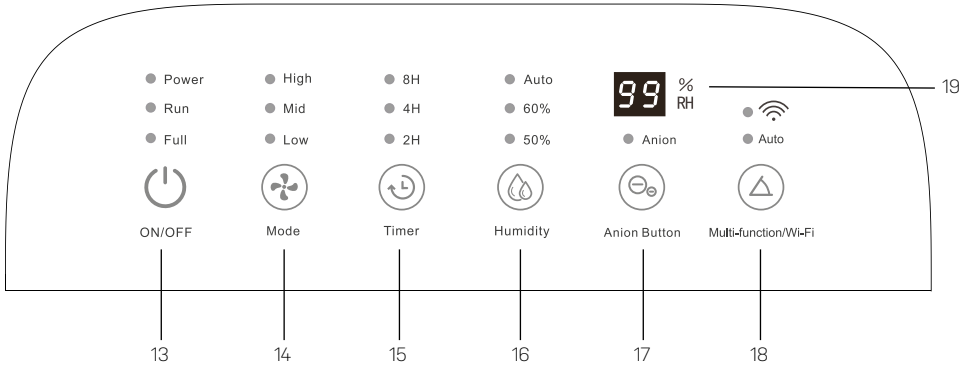 Power High 8H Auto 99 % RH 19
Run Mid 4H 60%
Full Low 2H 50% Anion Auto
ON/OFF Mode Timer Humidity Anion Button Multi-function/Wi-Fi
13 14 15 16 17 18